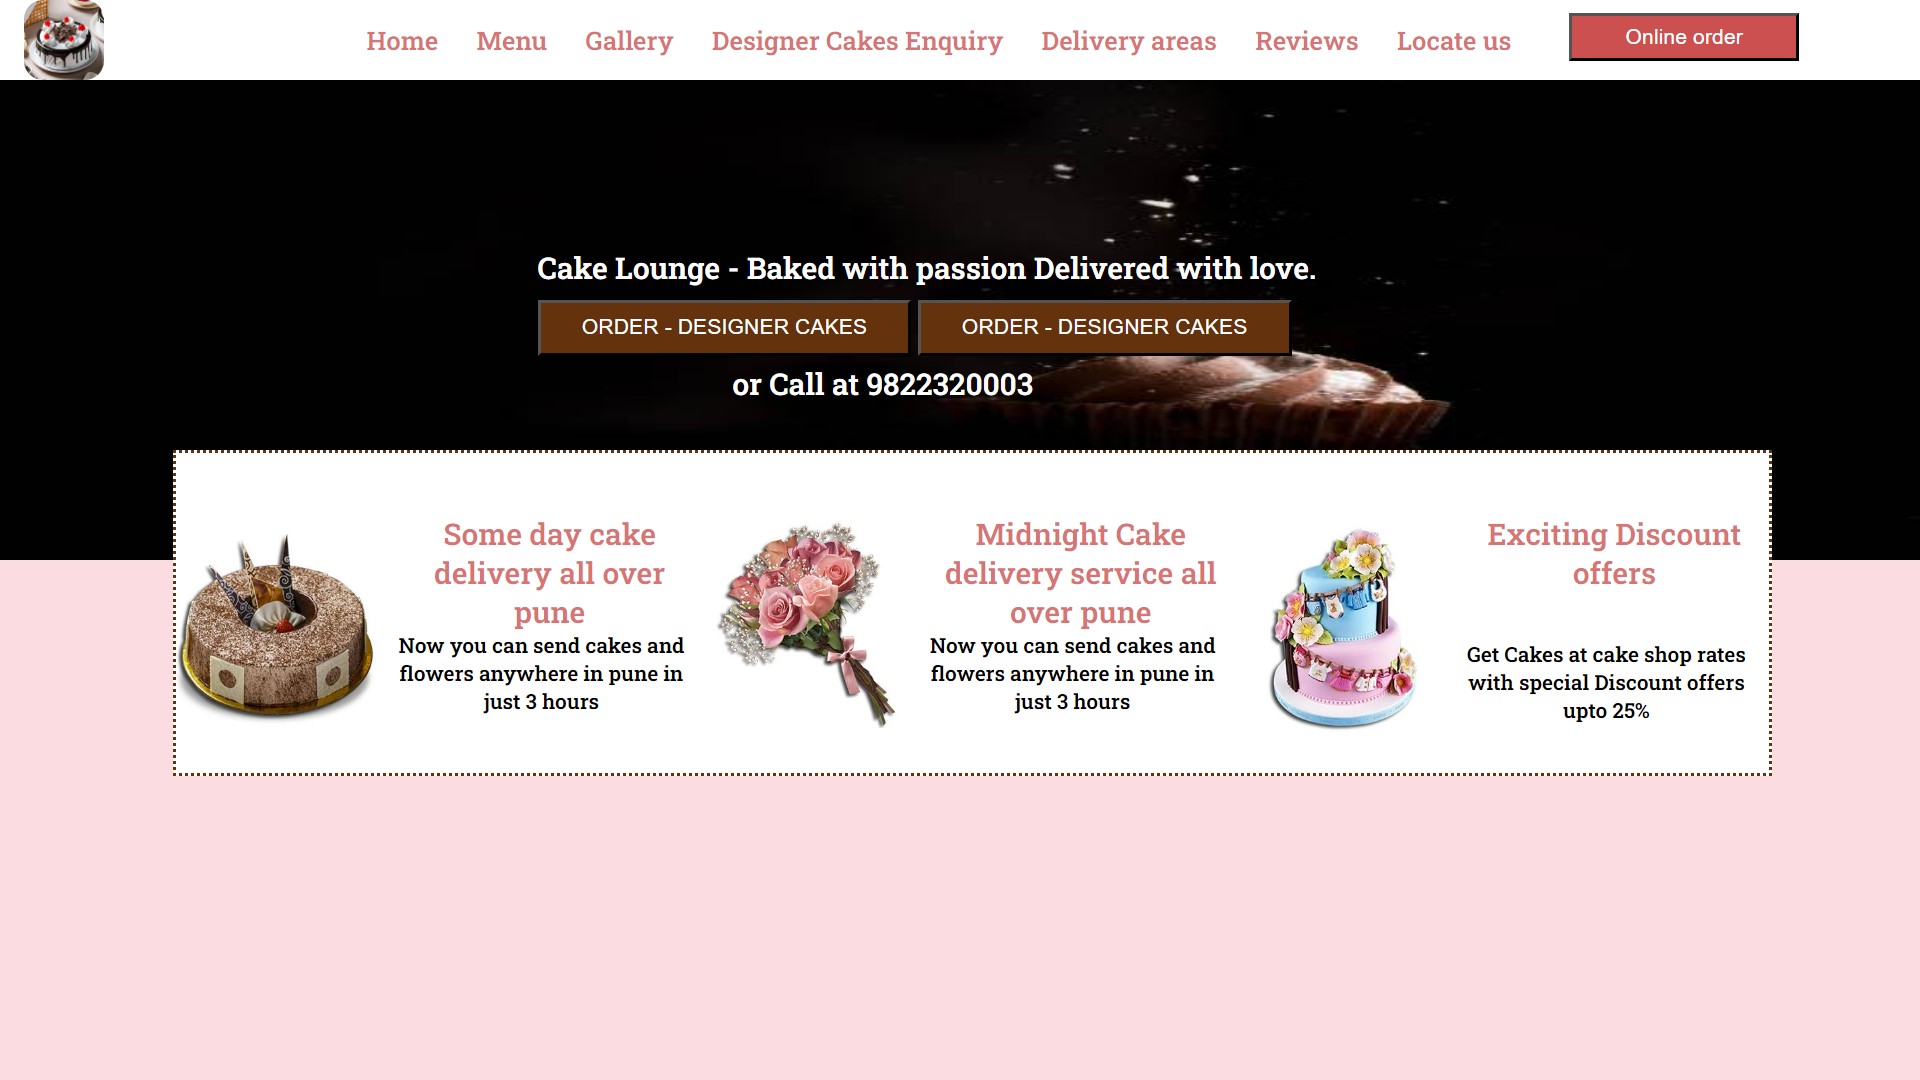 Home Menu Gallery Designer Cakes Enquiry Delivery areas Reviews Locate us Online order
Cake Lounge - Baked with passion Delivered with love.
ORDER - DESIGNER CAKES ORDER - DESIGNER CAKES
or Call at 9822320003
Some day cake
delivery all over
pune
Now you can send cakes and
flowers anywhere in pune in
just 3 hours
Midnight Cake
delivery service all
over pune
Now you can send cakes and
flowers anywhere in pune in
just 3 hours
Exciting Discount
offers
Get Cakes at cake shop rates
with special Discount offers
upto 25%